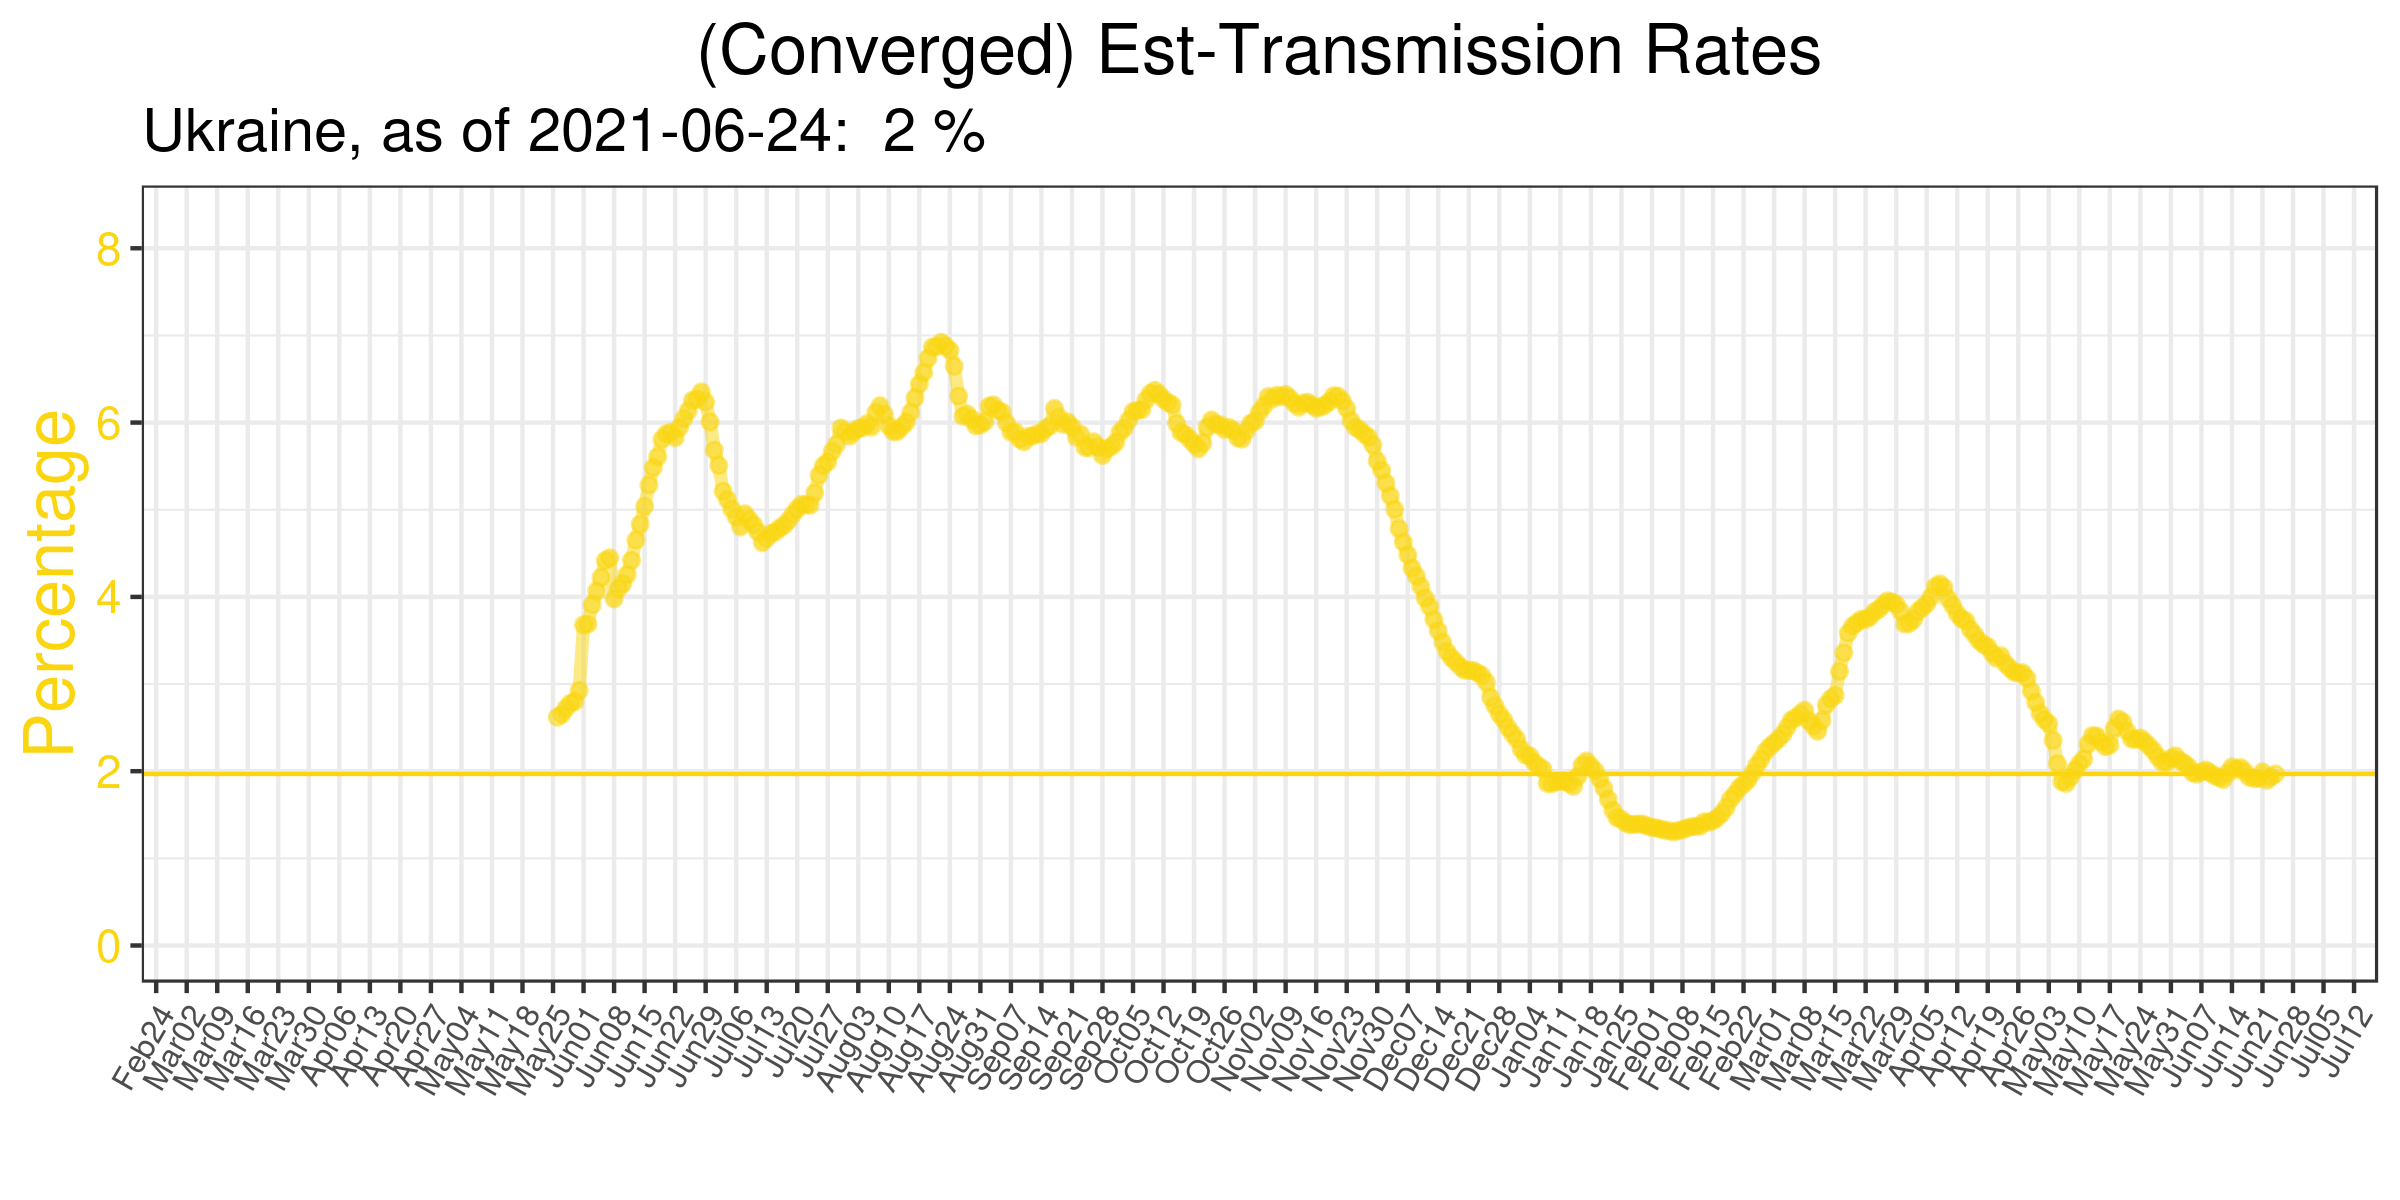 (Converged) Est-Transmission Rates
Ukraine, as of 2021-06-24:  2 %
Percentage
8
6
4
2
0
Feb24
Mar02
Mar09
Mar16
Mar23
Mar30
Apr06
Apr13
Apr20
Apr27
May04
May11
May18
May25
Jun01
Jun08
Jun15
Jun22
Jun29
Jul06
Jul13
Jul20
Jul27
Aug03
Aug10
Aug17
Aug24
Aug31
Sep07
Sep14
Sep21
Sep28
Oct05
Oct12
Oct19
Oct26
Nov02
Nov09
Nov16
Nov23
Nov30
Dec07
Dec14
Dec21
Dec28
Jan04
Jan11
Jan18
Jan25
Feb01
Feb08
Feb15
Feb22
Mar01
Mar08
Mar15
Mar22
Mar29
Apr05
Apr12
Apr19
Apr26
May03
May10
May17
May24
May31
Jun07
Jun14
Jun21
Jun28
Jul05
Jul12